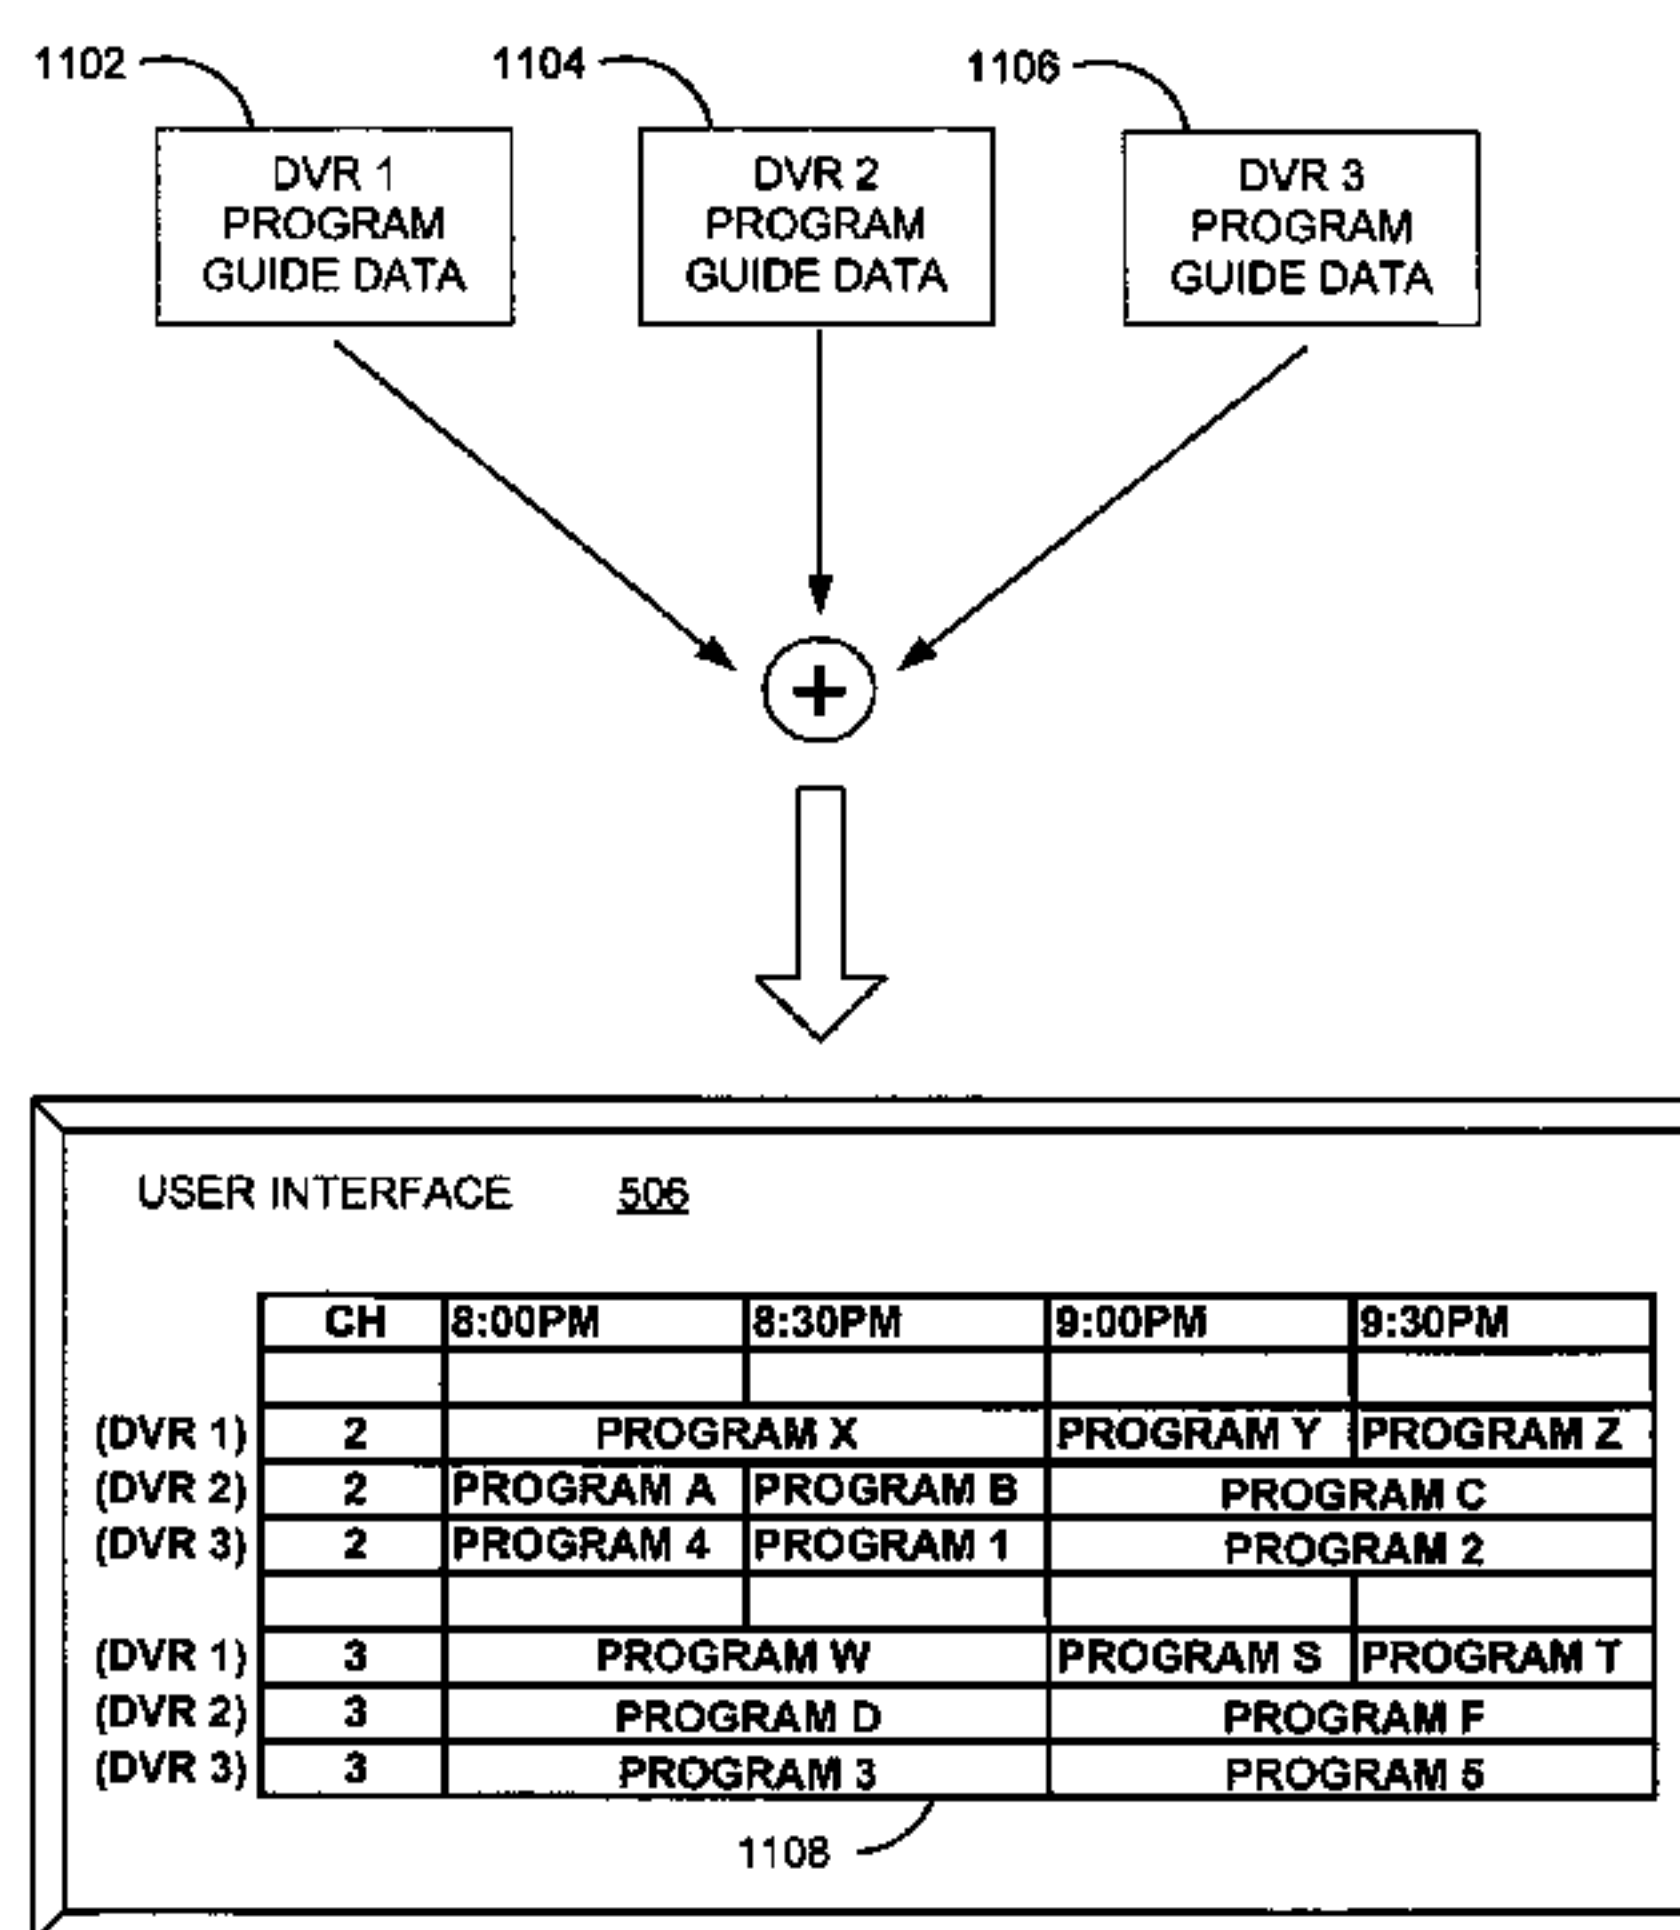 1102
1104
1106
DVR 1
PROGRAM
GUIDE DATA
DVR 2
PROGRAM
GUIDE DATA
DVR 3
PROGRAM
GUIDE DATA
+
USER INTERFACE 506
CH 8:00PM 8:30PM 9:00PM 9:30PM
(DVR 1) 2 PROGRAM X PROGRAM Y PROGRAM Z
(DVR 2) 2 PROGRAM A PROGRAM B PROGRAM C
(DVR 3) 2 PROGRAM 4 PROGRAM 1 PROGRAM 2
(DVR 1) 3 PROGRAM W PROGRAM S PROGRAM T
(DVR 2) 3 PROGRAM D PROGRAM F
(DVR 3) 3 PROGRAM 3 PROGRAM 5
1108